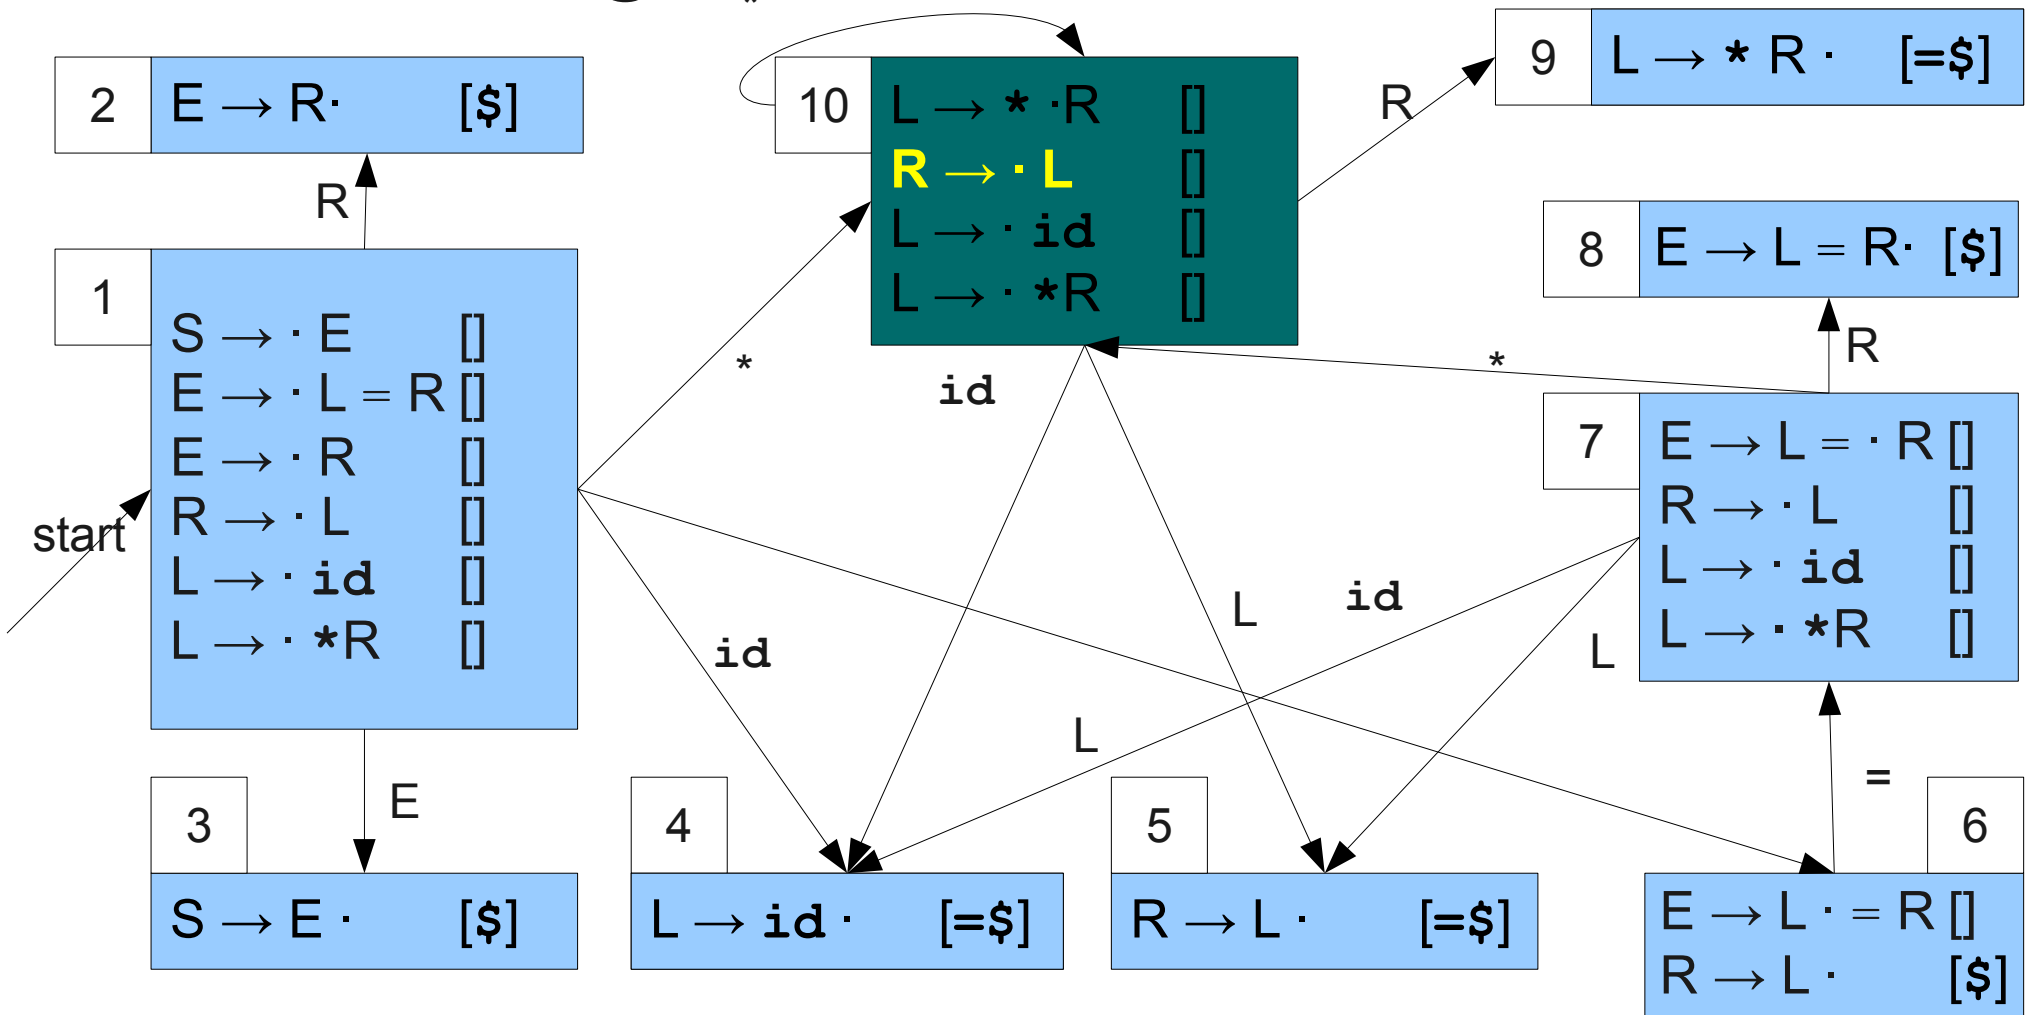 2
E → R· [$]
10
L → * ·R []
R → · L []
L → · id []
L → · *R []
9
L → * R · [=$]
R
R
8
E → L = R· [$]
1
S → · E []
E → · L = R []
E → · R []
R → · L []
L → · id []
L → · *R []
start
*
id
*
R
7
E → L = · R []
R → · L []
L → · id []
L → · *R []
id
L
id
L
L
E
=
3
S → E · [$]
4
L → id · [=$]
5
R → L · [=$]
6
E → L · = R []
R → L · [$]